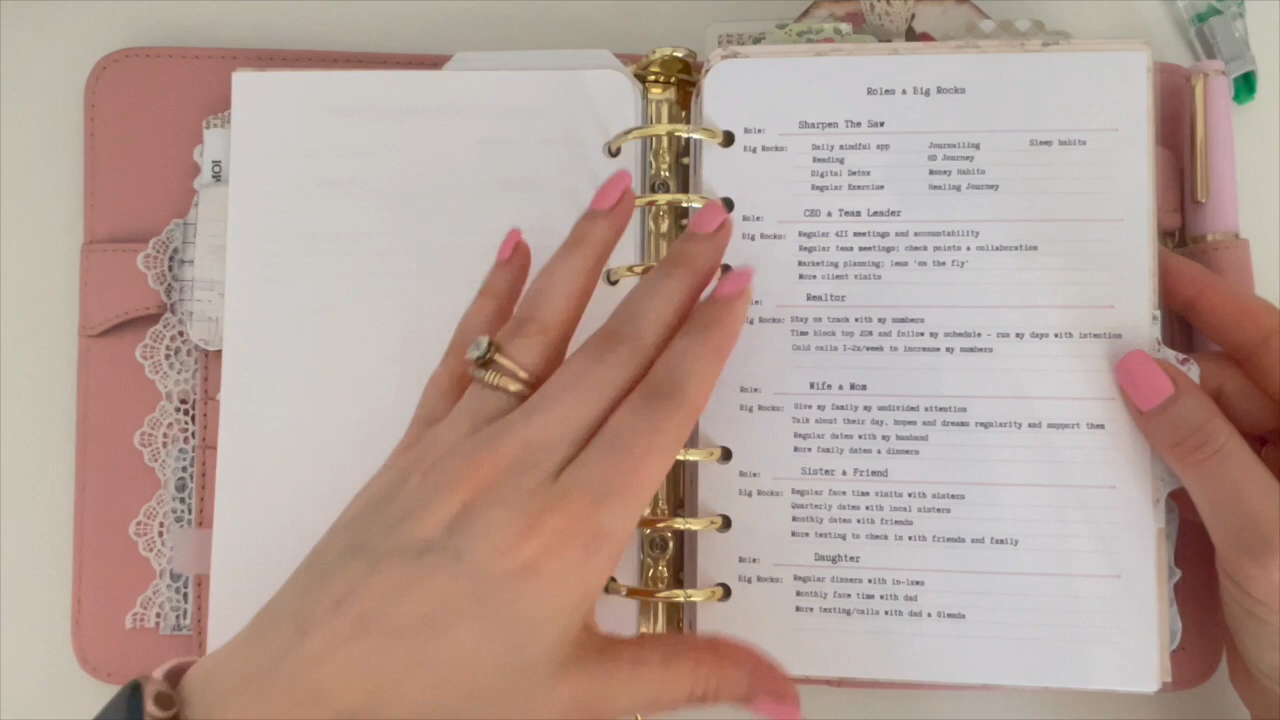 Roles & Big Rocks
Role: Sharpen The Saw
Big Rocks: Daily mindful app Journalling Sleep habits
Reading HD Journey
Digital Detox Money Habits
Regular Exercise Healing Journey
Role: CEO & Team Leader
Big Rocks: Regular 411 meetings and accountability
Regular team meetings; check points & collaboration
Marketing planning; less 'on the fly'
More client visits
Role: Realtor
Big Rocks: Stay on track with my numbers
Time block top 20% and follow my schedule - run my days with intention
Cold calls 1-2x/week to increase my numbers
Role: Wife & Mom
Big Rocks: Give my family my undivided attention
Talk about their day, hopes and dreams regularity and support them
Regular dates with my husband
More family dates & dinners
Role: Sister & Friend
Big Rocks: Regular face time visits with sisters
Quarterly dates with local sisters
Monthly dates with friends
More texting to check in with friends and family
Role: Daughter
Big Rocks: Regular dinners with in-laws
Monthly face time with dad
More texting/calls with dad & Glenda